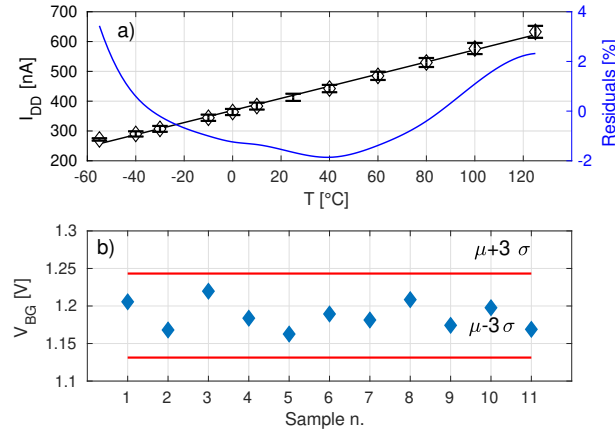 a)
700
600
500
400
300
200
I_DD [nA]
4
2
0
-2
Residuals [%]
-60 -40 -20 0 20 40 60 80 100 120
T [°C]
b)
1.3
1.25
1.2
1.15
1.1
V_BG [V]
μ+3 σ
μ-3 σ
1 2 3 4 5 6 7 8 9 10 11
Sample n.